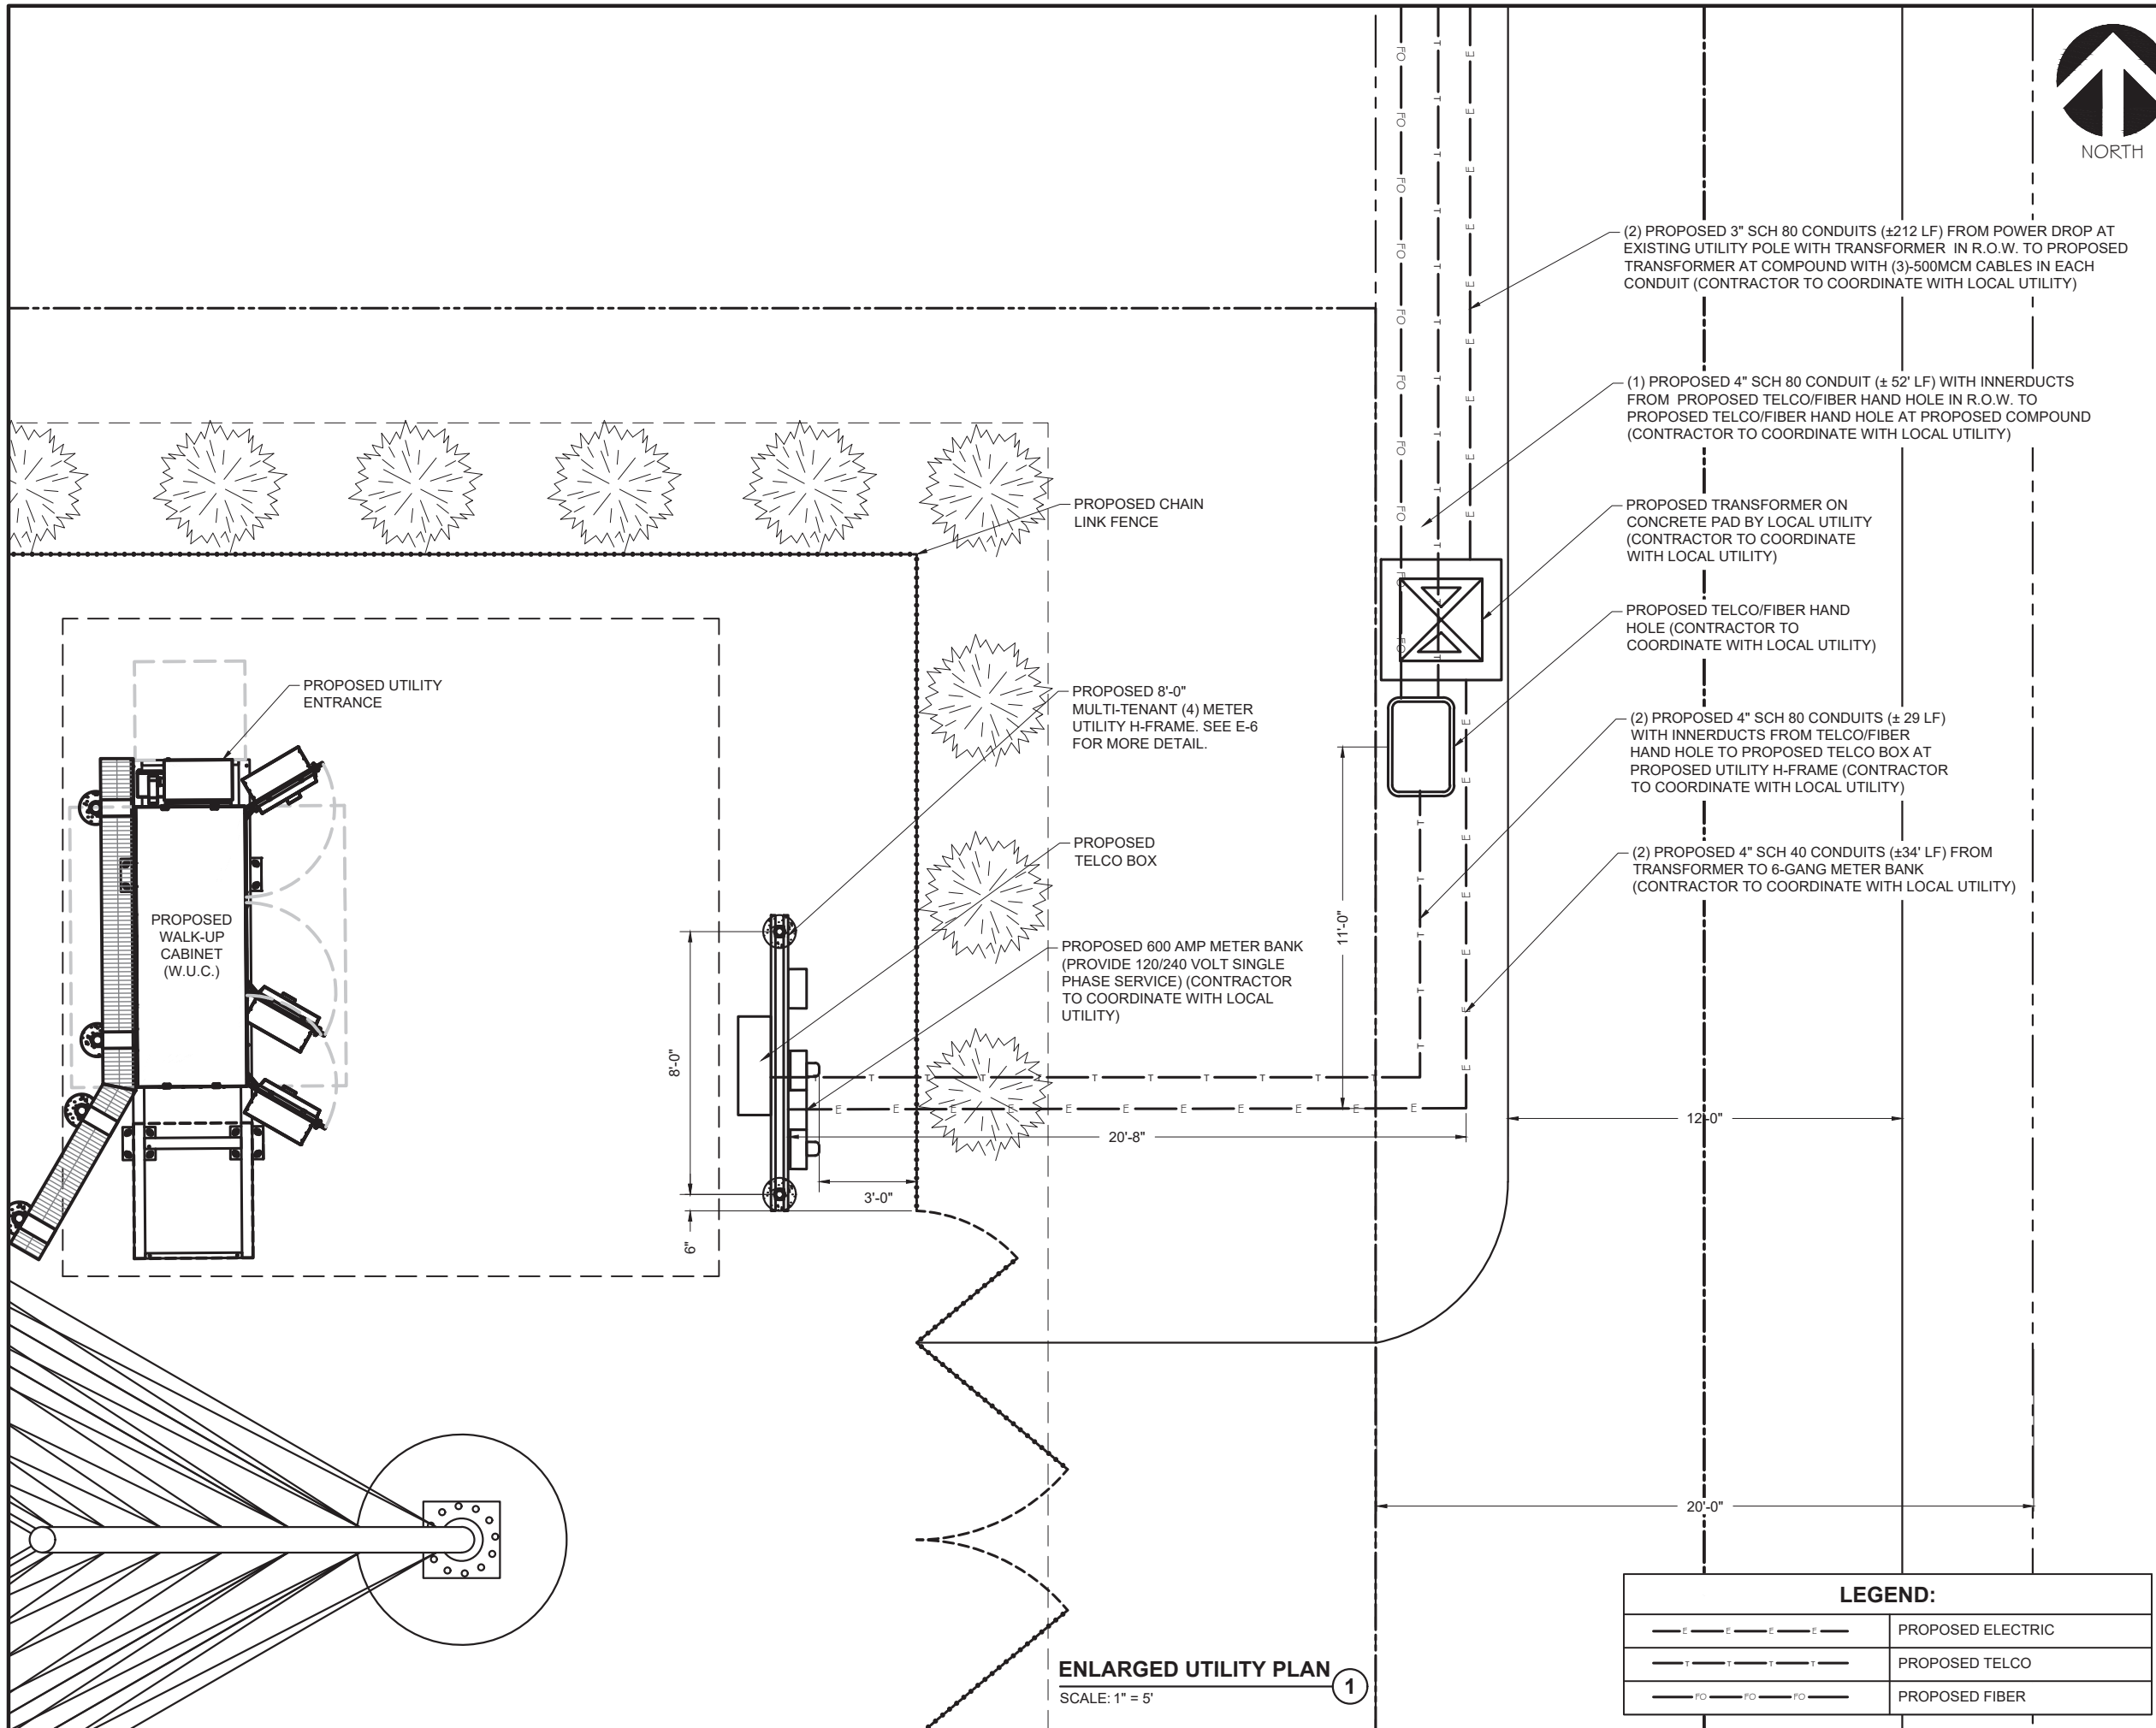 NORTH
(2) PROPOSED 3" SCH 80 CONDUITS (±212 LF) FROM POWER DROP AT
EXISTING UTILITY POLE WITH TRANSFORMER IN R.O.W. TO PROPOSED
TRANSFORMER AT COMPOUND WITH (3)-500MCM CABLES IN EACH
CONDUIT (CONTRACTOR TO COORDINATE WITH LOCAL UTILITY)
(1) PROPOSED 4" SCH 80 CONDUIT (± 52' LF) WITH INNERDUCTS
FROM PROPOSED TELCO/FIBER HAND HOLE IN R.O.W. TO
PROPOSED TELCO/FIBER HAND HOLE AT PROPOSED COMPOUND
(CONTRACTOR TO COORDINATE WITH LOCAL UTILITY)
PROPOSED CHAIN
LINK FENCE
PROPOSED TRANSFORMER ON
CONCRETE PAD BY LOCAL UTILITY
(CONTRACTOR TO COORDINATE
WITH LOCAL UTILITY)
PROPOSED TELCO/FIBER HAND
HOLE (CONTRACTOR TO
COORDINATE WITH LOCAL UTILITY)
PROPOSED UTILITY
ENTRANCE
PROPOSED 8'-0"
MULTI-TENANT (4) METER
UTILITY H-FRAME. SEE E-6
FOR MORE DETAIL.
(2) PROPOSED 4" SCH 80 CONDUITS (± 29 LF)
WITH INNERDUCTS FROM TELCO/FIBER
HAND HOLE TO PROPOSED TELCO BOX AT
PROPOSED UTILITY H-FRAME (CONTRACTOR
TO COORDINATE WITH LOCAL UTILITY)
PROPOSED
TELCO BOX
(2) PROPOSED 4" SCH 40 CONDUITS (±34' LF) FROM
TRANSFORMER TO 6-GANG METER BANK
(CONTRACTOR TO COORDINATE WITH LOCAL UTILITY)
PROPOSED
WALK-UP
CABINET
(W.U.C.)
11'-0"
PROPOSED 600 AMP METER BANK
(PROVIDE 120/240 VOLT SINGLE
PHASE SERVICE) (CONTRACTOR
TO COORDINATE WITH LOCAL
UTILITY)
8'-0"
12'-0"
20'-8"
3'-0"
6"
20'-0"
ENLARGED UTILITY PLAN
1
SCALE: 1" = 5'
LEGEND:
E E E E PROPOSED ELECTRIC
T T T T PROPOSED TELCO
FO FO FO PROPOSED FIBER